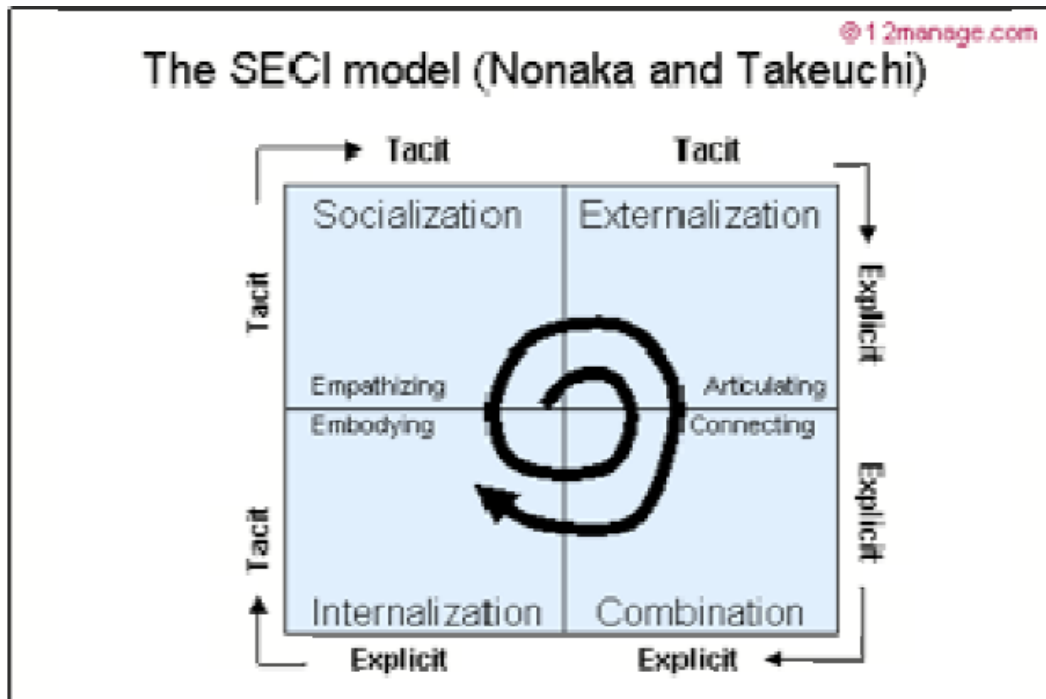 @12manage.com
The SECI model (Nonaka and Takeuchi)
Tacit Tacit
Socialization Externalization
Tacit Explicit
Empathizing Articulating
Embodying Connecting
Tacit Explicit
Internalization Combination
Explicit Explicit